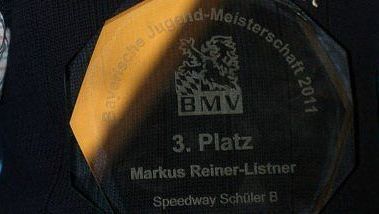 Bayerische Jugend-Meisterschaft 2011
BMV
3. Platz
Markus Reiner-Listner
Speedway Schüler B